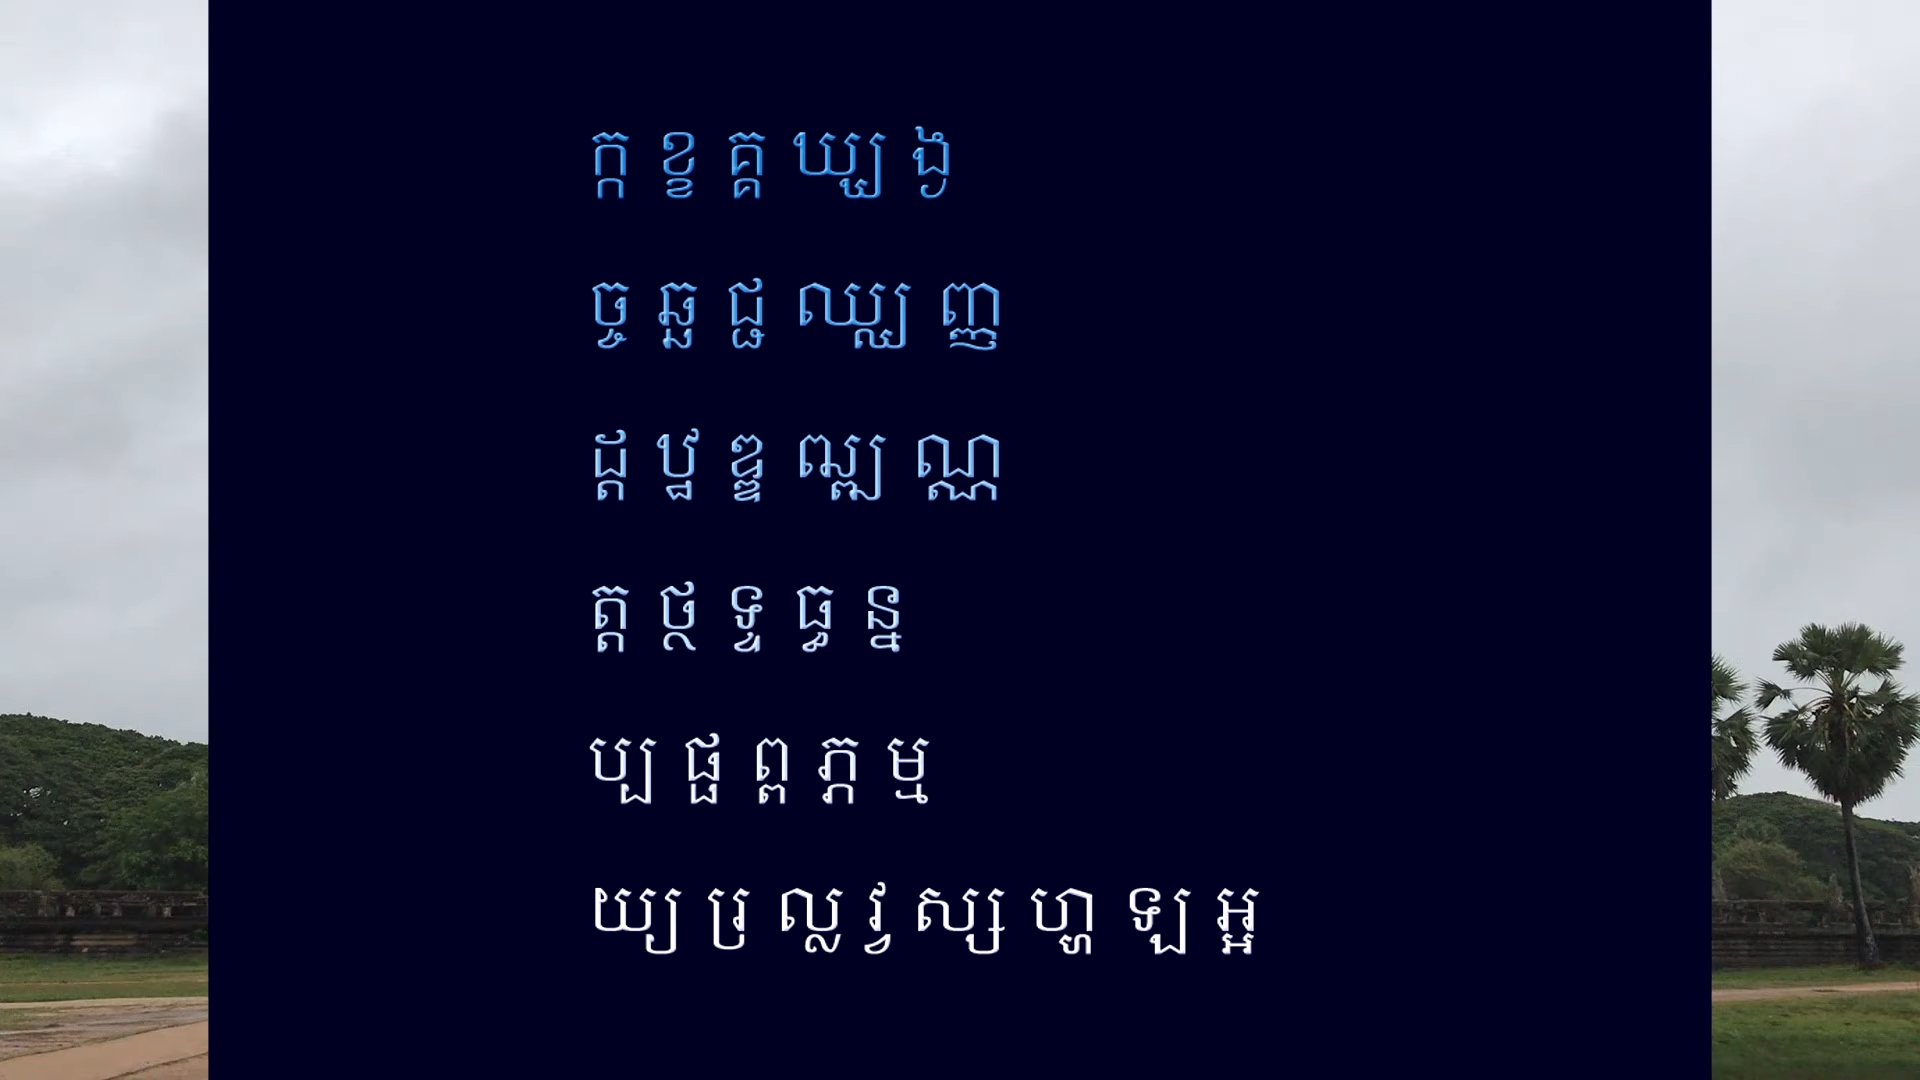 ក្ក ខ្ខ គ្គ ឃ្ឃ ង្ង
ច្ច ឆ្ឆ ជ្ជ ឈ្ឈ ញ្ញ
ដ្ដ ឋ្ឋ ឌ្ឌ ឍ្ឍ ណ្ណ
ត្ត ថ្ថ ទ្ទ ធ្ធ ន្ន
ប្ប ផ្ផ ព្ព ភ្ភ ម្ម
យ្យ រ្រ ល្ល វ្វ ស្ស ហ្ហ ឡ អ្អ